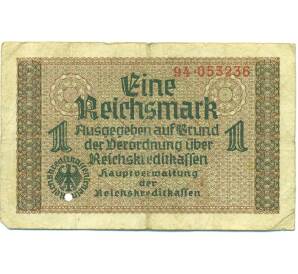 94·053236
Eine
Reichsmark
1 Ausgegeben auf Grund 1
der Verordnung über
Reichskreditkassen
Hauptverwaltung
der
Reichskreditkassen